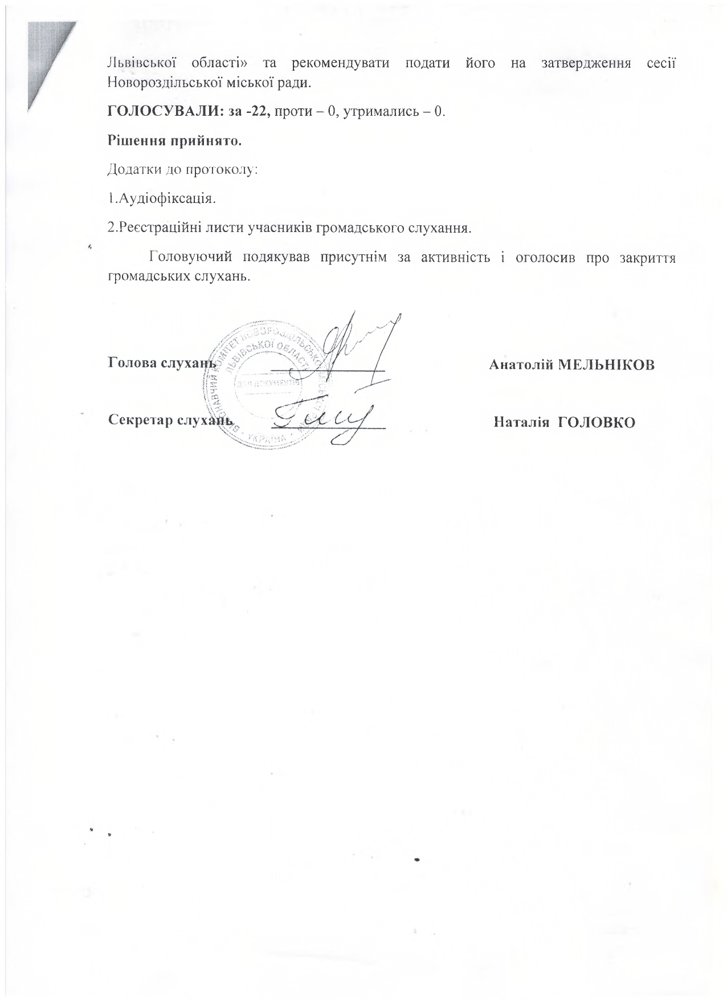 Львівської області» та рекомендувати подати його на затвердження сесії
Новороздільської міської ради.
ГОЛОСУВАЛИ: за -22, проти – 0, утримались – 0.
Рішення прийнято.
Додатки до протоколу:
1.Аудіофіксація.
2.Реєстраційні листи учасників громадського слухання.
Головуючий подякував присутнім за активність і оголосив про закриття
громадських слухань.
ВИКОНАВЧИЙ КОМІТЕТ НОВОРОЗДІЛЬСЬКОЇ МІСЬКОЇ РАДИ
ЛЬВІВСЬКОЇ ОБЛАСТІ
ДЛЯ ДОКУМЕНТІВ
УКРАЇНА
Голова слухань Анатолій МЕЛЬНІКОВ
Секретар слухань Наталія ГОЛОВКО